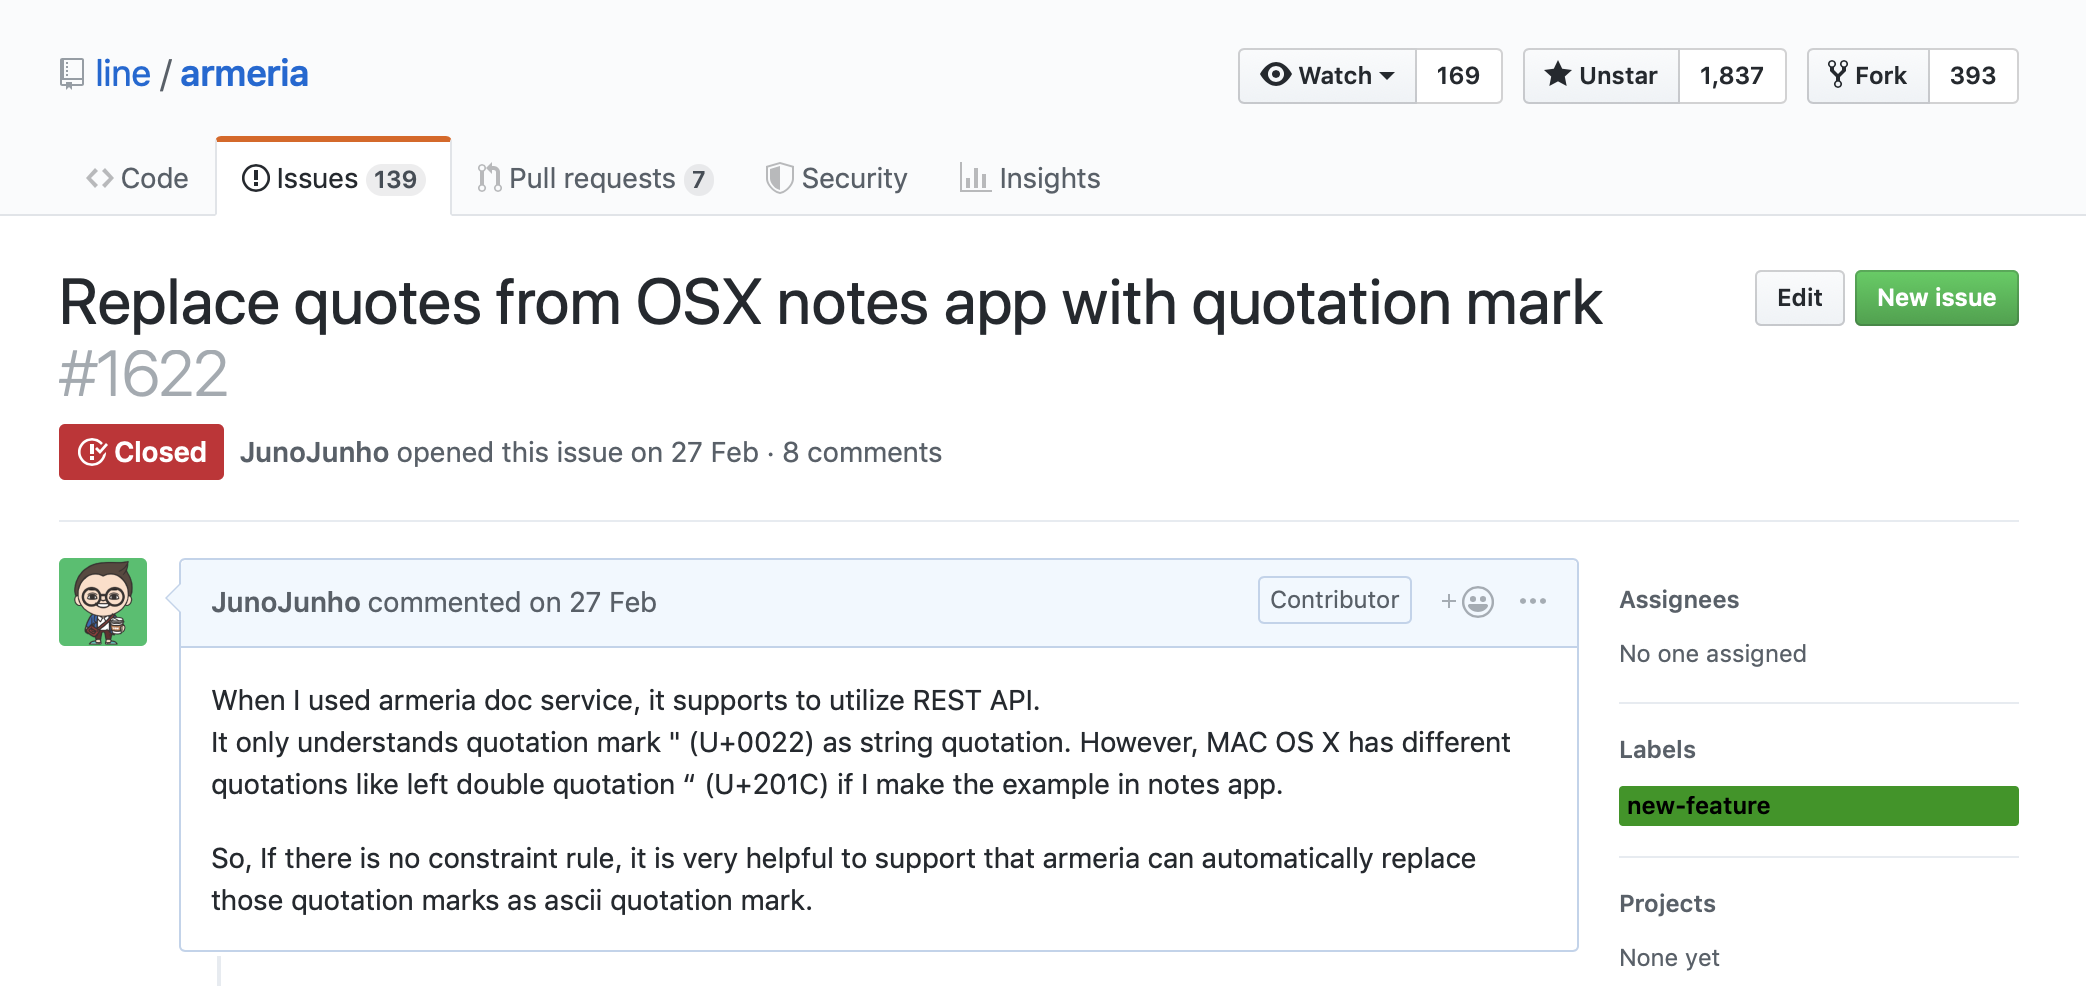 line / armeria
Watch 169 Unstar 1,837 Fork 393
Code Issues 139 Pull requests 7 Security Insights
Replace quotes from OSX notes app with quotation mark
#1622
Edit New issue
Closed JunoJunho opened this issue on 27 Feb · 8 comments
JunoJunho commented on 27 Feb Contributor
When I used armeria doc service, it supports to utilize REST API.
It only understands quotation mark " (U+0022) as string quotation. However, MAC OS X has different
quotations like left double quotation “ (U+201C) if I make the example in notes app.
So, If there is no constraint rule, it is very helpful to support that armeria can automatically replace
those quotation marks as ascii quotation mark.
Assignees
No one assigned
Labels
new-feature
Projects
None yet